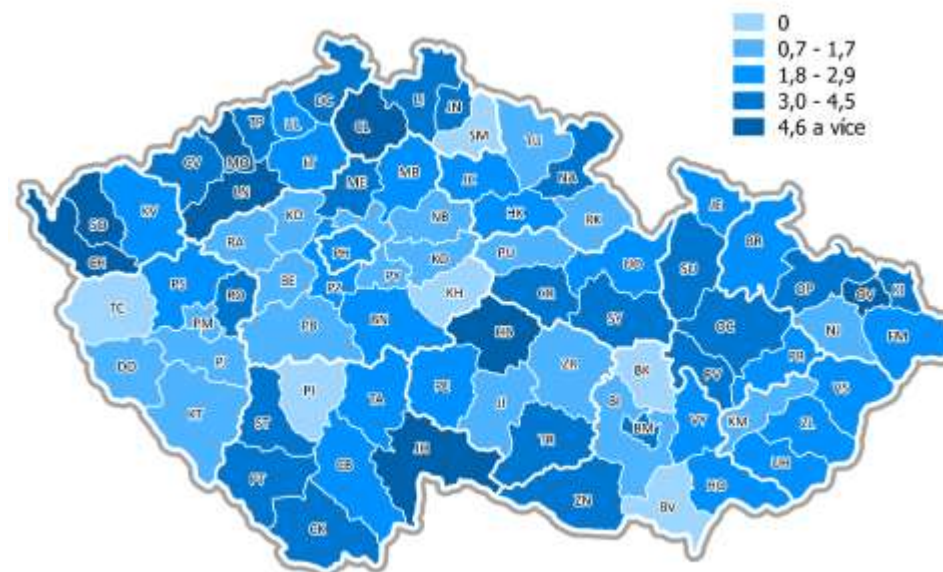 0
0,7 - 1,7
1,8 - 2,9
3,0 - 4,5
4,6 a více
DC
LI
JN
TP
UL
CL
SM
TU
CV
MO
LT
MB
JC
NA
LN
ME
SO
KV
KD
NB
HK
RK
JE
RA
BR
CH
PH
KO
PU
UO
SU
BE
PZ
PY
OP
OV
KI
TC
PS
RO
KH
CR
PM
PB
BN
HB
SY
OC
NJ
FM
DO
PJ
ZR
BK
PV
PR
VS
PI
TA
PE
JI
BI
KT
ST
BM
VY
KM
ZL
CB
JH
TR
UH
PT
ZN
HO
BV
CK